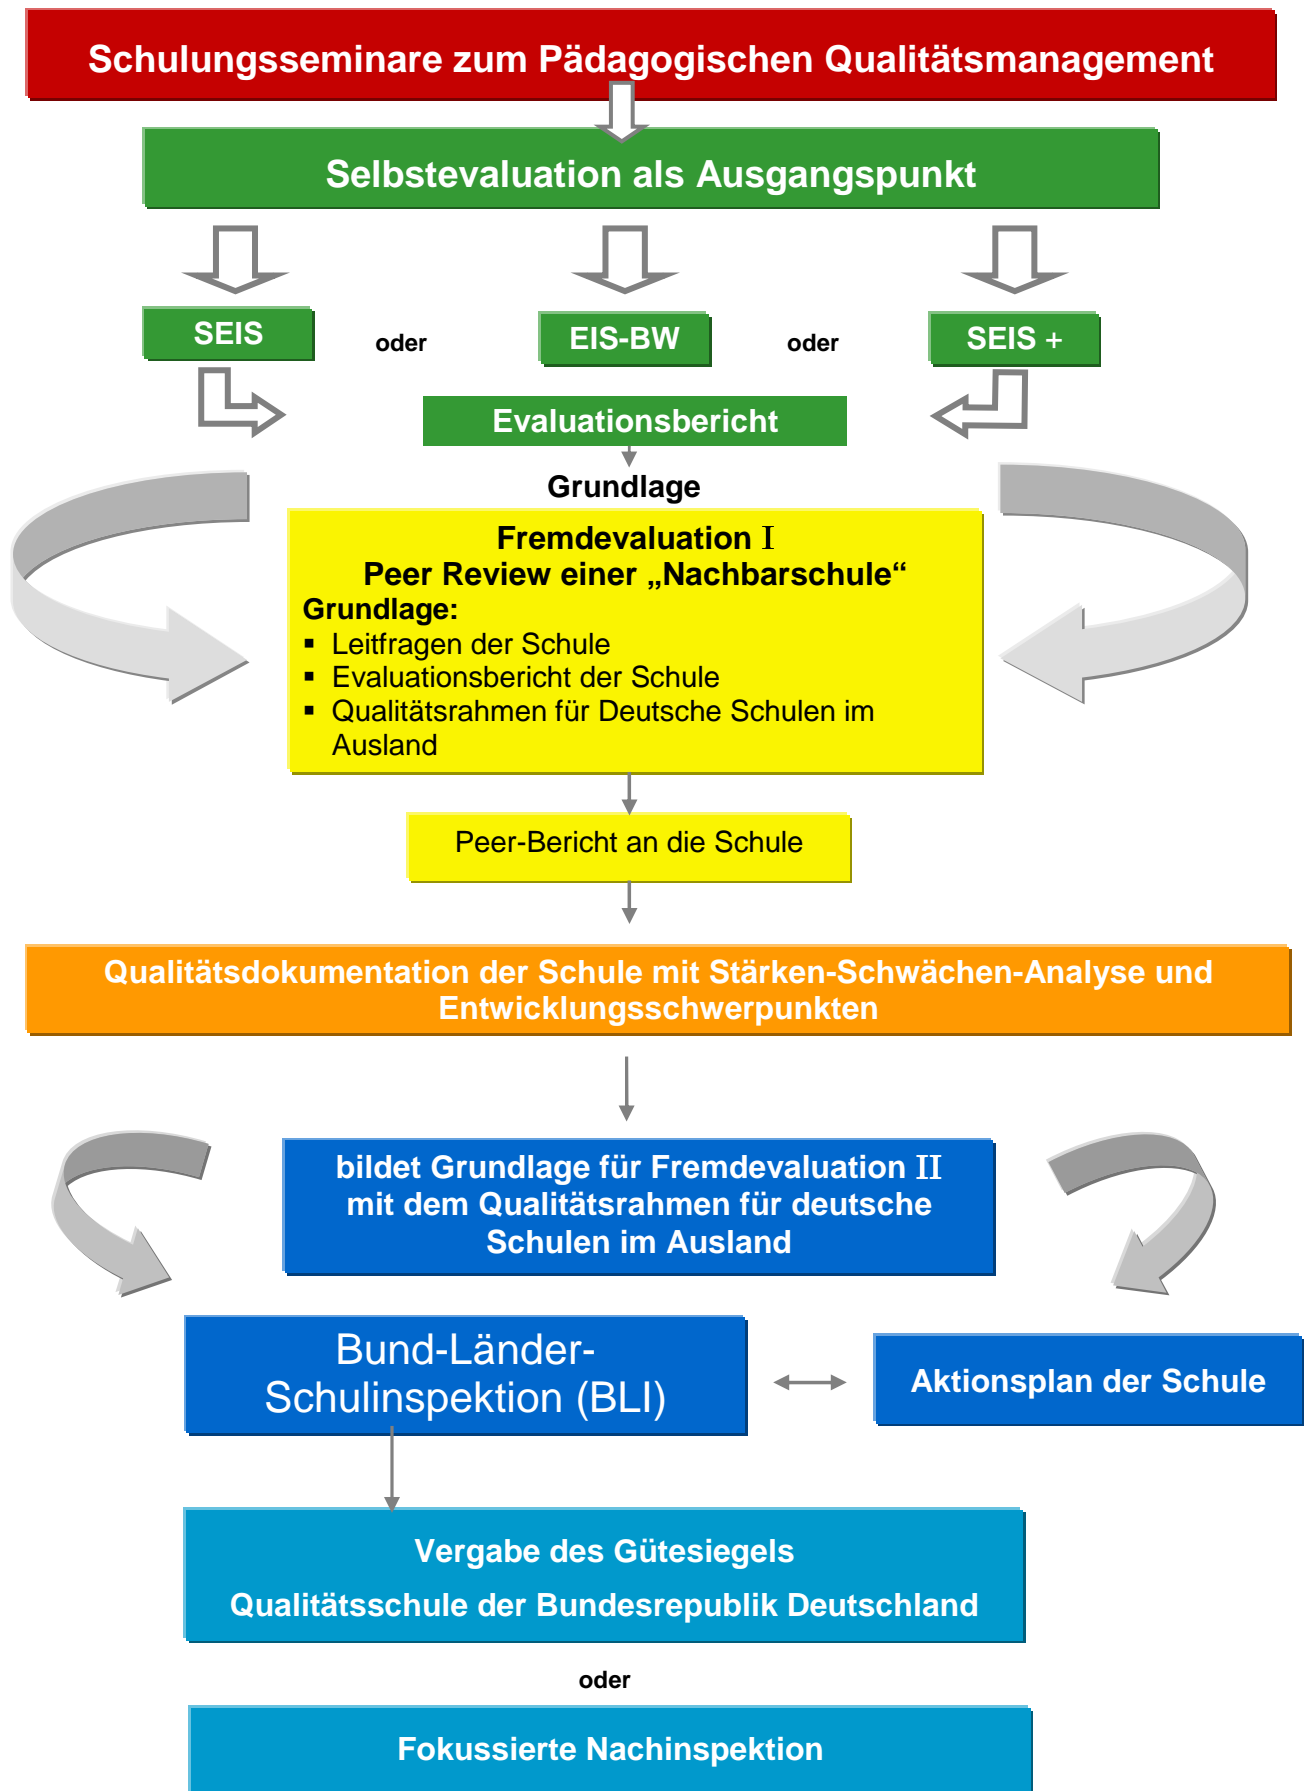 Schulungsseminare zum Pädagogischen Qualitätsmanagement
Selbstevaluation als Ausgangspunkt
SEIS
oder
EIS-BW
oder
SEIS +
Evaluationsbericht
Grundlage
Fremdevaluation I
Peer Review einer „Nachbarschule“
Grundlage:
▪ Leitfragen der Schule
▪ Evaluationsbericht der Schule
▪ Qualitätsrahmen für Deutsche Schulen im
Ausland
Peer-Bericht an die Schule
Qualitätsdokumentation der Schule mit Stärken-Schwächen-Analyse und
Entwicklungsschwerpunkten
bildet Grundlage für Fremdevaluation II
mit dem Qualitätsrahmen für deutsche
Schulen im Ausland
Bund-Länder-
Schulinspektion (BLI)
Aktionsplan der Schule
Vergabe des Gütesiegels
Qualitätsschule der Bundesrepublik Deutschland
oder
Fokussierte Nachinspektion